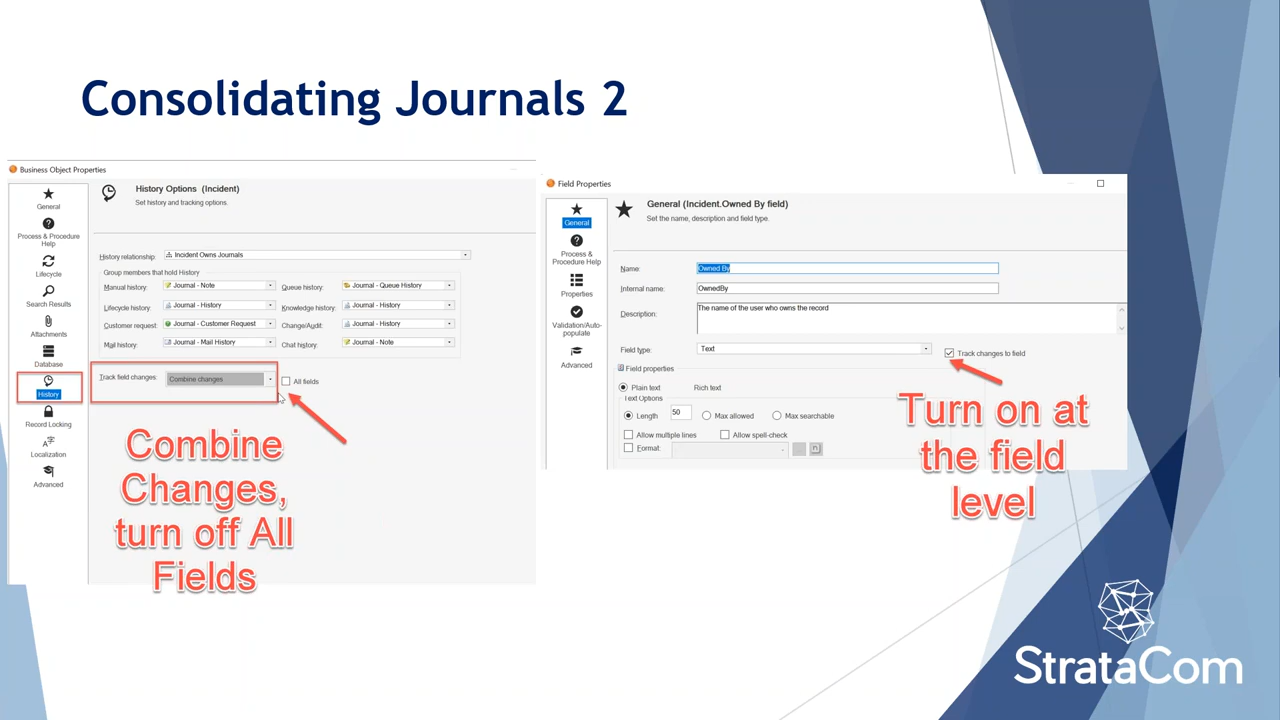 Consolidating Journals 2
Business Object Properties
General
Process & Procedure
Help
Lifecycle
Search Results
Attachments
Database
History
Record Locking
Localization
Advanced
History Options (Incident)
Set history and tracking options.
History relationship: Incident Owns Journals
Group members that hold History
Manual history: Journal - Note Queue history: Journal - Queue History
Lifecycle history: Journal - History Knowledge history: Journal - History
Customer request: Journal - Customer Request Change/Audit: Journal - History
Mail history: Journal - Mail History Chat history: Journal - Note
Track field changes: Combine changes All fields
Combine
Changes,
turn off All
Fields
Field Properties
General
Process &
Procedure Help
Properties
Validation/Auto-
populate
Advanced
General (Incident.Owned By field)
Set the name, description and field type.
Name: Owned By
Internal name: OwnedBy
Description: The name of the user who owns the record
Field type: Text Track changes to field
Field properties
Plain text Rich text
Text Options
Length 50 Max allowed Max searchable
Allow multiple lines Allow spell-check
Format:
Turn on at
the field
level
StrataCom